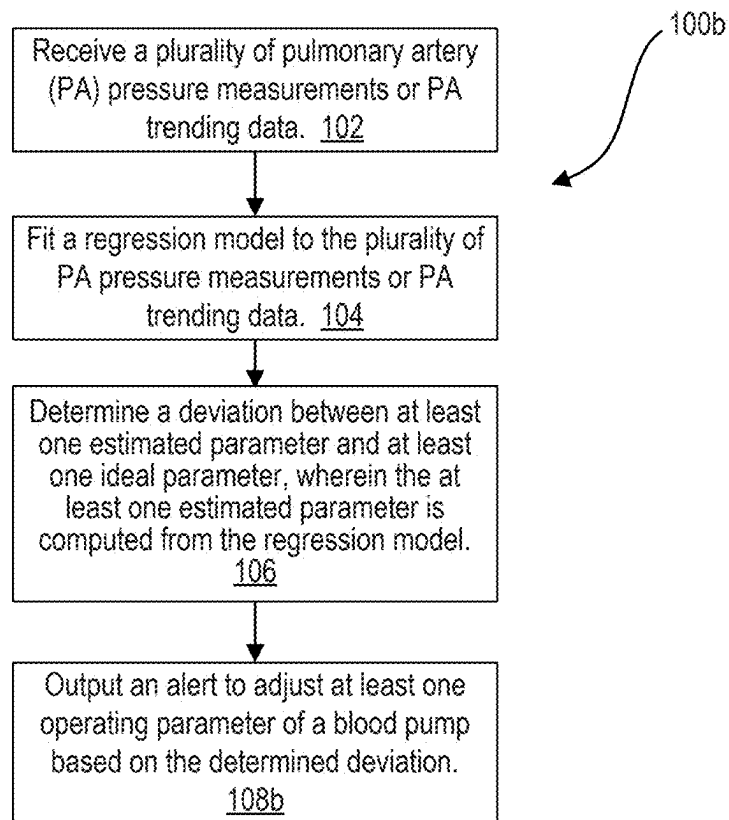 100b
Receive a plurality of pulmonary artery
(PA) pressure measurements or PA
trending data. 102
Fit a regression model to the plurality of
PA pressure measurements or PA
trending data. 104
Determine a deviation between at least
one estimated parameter and at least
one ideal parameter, wherein the at
least one estimated parameter is
computed from the regression model.
106
Output an alert to adjust at least one
operating parameter of a blood pump
based on the determined deviation.
108b